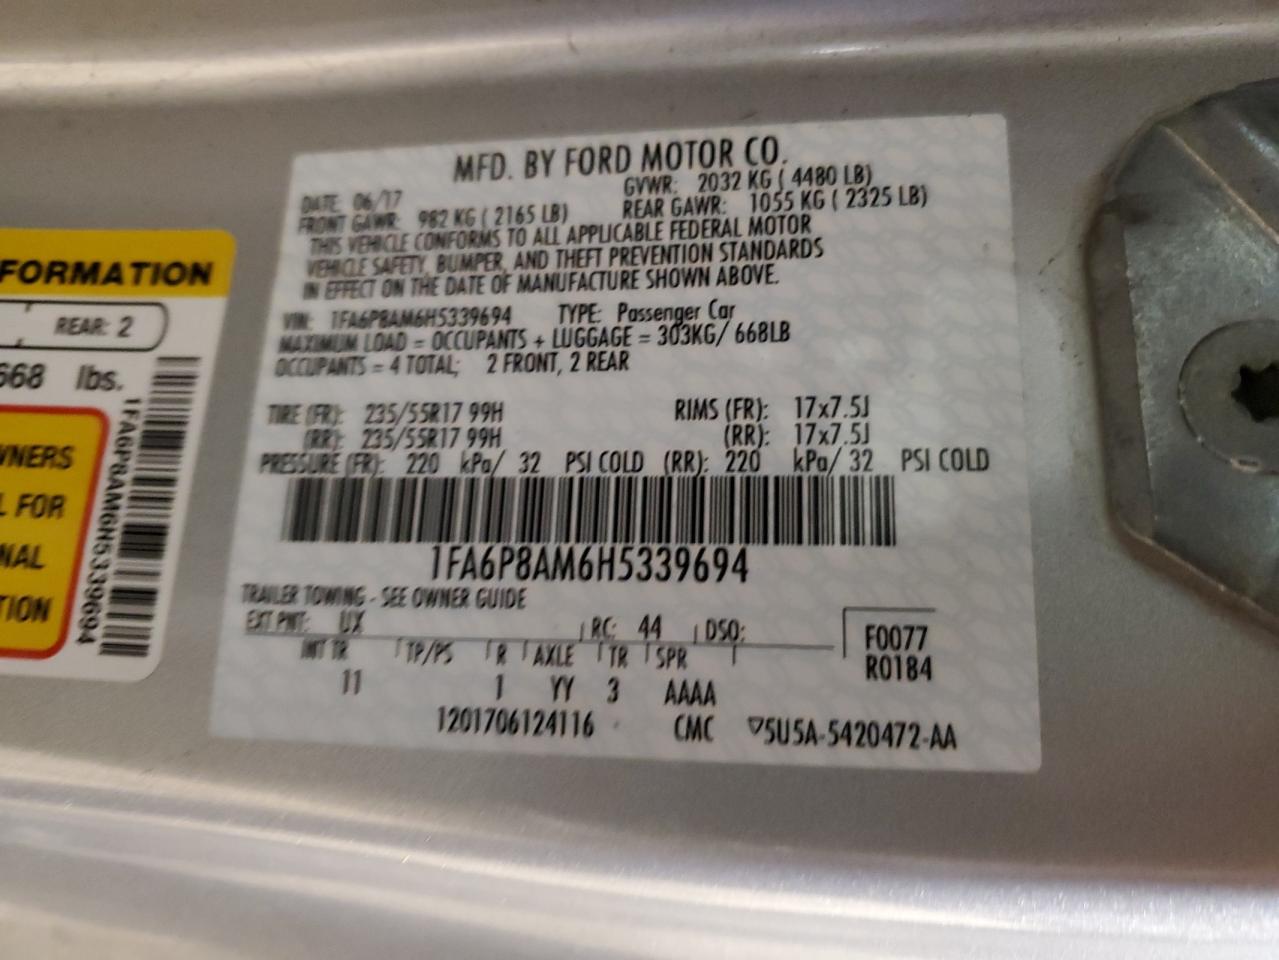 MFD. BY FORD MOTOR CO.
DATE: 06/17 GVWR: 2032 KG ( 4480 LB)
FRONT GAWR: 982 KG ( 2165 LB) REAR GAWR: 1055 KG ( 2325 LB)
THIS VEHICLE CONFORMS TO ALL APPLICABLE FEDERAL MOTOR
VEHICLE SAFETY, BUMPER, AND THEFT PREVENTION STANDARDS
IN EFFECT ON THE DATE OF MANUFACTURE SHOWN ABOVE.
VIN: 1FA6P8AM6H5339694 TYPE: Passenger Car
MAXIMUM LOAD = OCCUPANTS + LUGGAGE = 303KG/ 668LB
OCCUPANTS = 4 TOTAL; 2 FRONT, 2 REAR
TIRE (FR): 235/55R17 99H RIMS (FR): 17x7.5J
(RR): 235/55R17 99H (RR): 17x7.5J
PRESSURE (FR): 220 kPa/ 32 PSI COLD (RR): 220 kPa/ 32 PSI COLD
1FA6P8AM6H5339694
TRAILER TOWING - SEE OWNER GUIDE
EXT PNT: UX RC: 44 DSO:
INT TR TP/PS R AXLE TR SPR
11 1 YY 3 AAAA
F0077
R0184
1201706124116 CMC 5U5A-5420472-AA
FORMATION
REAR: 2
668 lbs.
WNERS
L FOR
NAL
TION
1FA6P8AM6H5339694